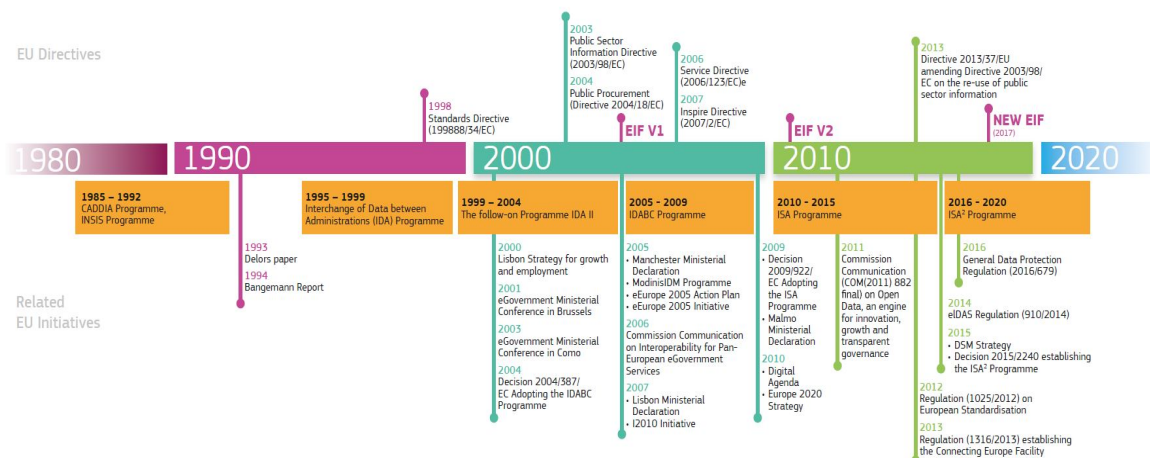 EU Directives
2003
Public Sector
Information Directive
(2003/98/EC)
2004
Public Procurement
(Directive 2004/18/EC)
2006
Service Directive
(2006/123/EC)e
2007
Inspire Directive
(2007/2/EC)
2013
Directive 2013/37/EU
amending Directive 2003/98/
EC on the re-use of public
sector information
1998
Standards Directive
(199888/34/EC)
EIF V1
EIF V2
NEW EIF
(2017)
1980
1990
2000
2010
2020
1985 – 1992
CADDIA Programme,
INSIS Programme
1995 – 1999
Interchange of Data between
Administrations (IDA) Programme
1999 – 2004
The follow-on Programme IDA II
2005 - 2009
IDABC Programme
2010 - 2015
ISA Programme
2016 - 2020
ISA² Programme
Related
EU Initiatives
1993
Delors paper
1994
Bangemann Report
2000
Lisbon Strategy for growth
and employment
2001
eGovernment Ministerial
Conference in Brussels
2003
eGovernment Ministerial
Conference in Como
2004
Decision 2004/387/
EC Adopting the IDABC
Programme
2005
• Manchester Ministerial
Declaration
• ModinisIDM Programme
• eEurope 2005 Action Plan
• eEurope 2005 Initiative
2006
Commission Communication
on Interoperability for Pan-
European eGovernment
Services
2007
• Lisbon Ministerial
Declaration
• I2010 Initiative
2009
• Decision
2009/922/
EC Adopting
the ISA
Programme
• Malmo
Ministerial
Declaration
2010
• Digital
Agenda
• Europe 2020
Strategy
2011
Commission
Communication
(COM(2011) 882
final) on Open
Data, an engine
for innovation,
growth and
transparent
governance
2016
General Data Protection
Regulation (2016/679)
2014
eIDAS Regulation (910/2014)
2015
• DSM Strategy
• Decision 2015/2240 establishing
the ISA² Programme
2012
Regulation (1025/2012) on
European Standardisation
2013
Regulation (1316/2013) establishing
the Connecting Europe Facility